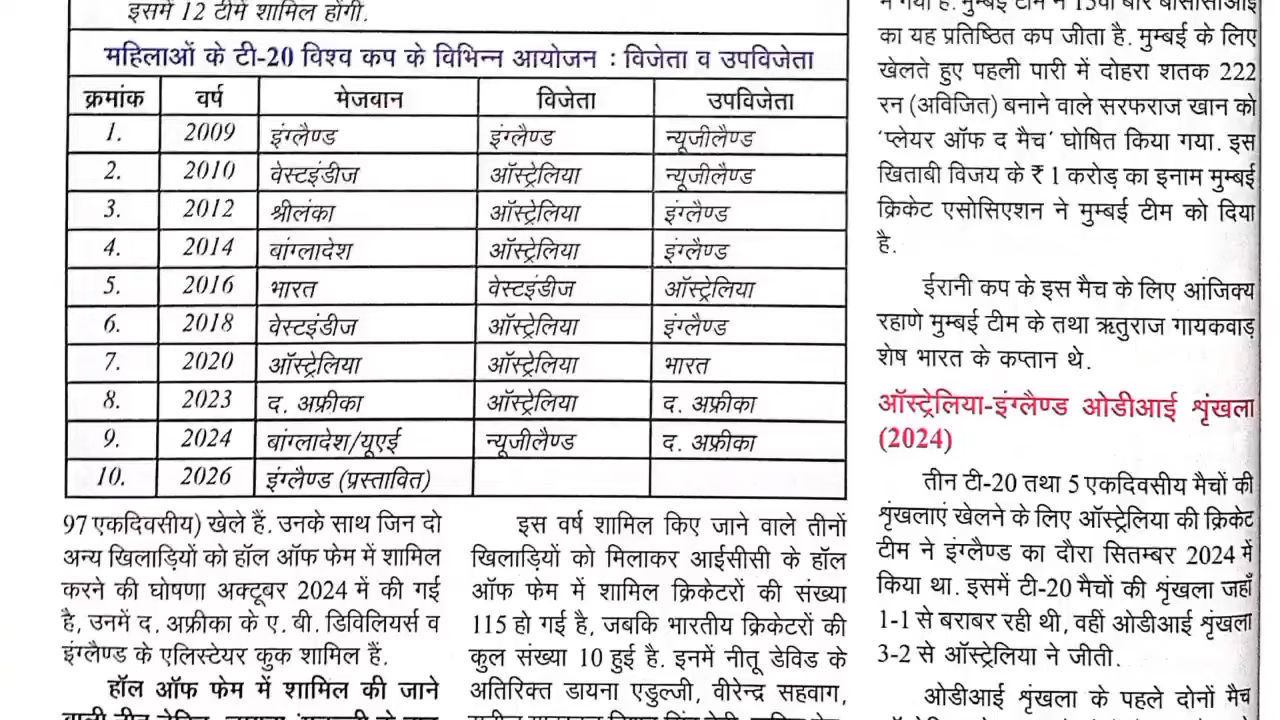 इसमें 12 टीमें शामिल होंगी.
महिलाओं के टी-20 विश्व कप के विभिन्न आयोजन : विजेता व उपविजेता
क्रमांक वर्ष मेजवान विजेता उपविजेता
1. 2009 इंग्लैण्ड इंग्लैण्ड न्यूजीलैण्ड
2. 2010 वेस्टइंडीज ऑस्ट्रेलिया न्यूजीलैण्ड
3. 2012 श्रीलंका ऑस्ट्रेलिया इंग्लैण्ड
4. 2014 बांग्लादेश ऑस्ट्रेलिया इंग्लैण्ड
5. 2016 भारत वेस्टइंडीज ऑस्ट्रेलिया
6. 2018 वेस्टइंडीज ऑस्ट्रेलिया इंग्लैण्ड
7. 2020 ऑस्ट्रेलिया ऑस्ट्रेलिया भारत
8. 2023 द. अफ्रीका ऑस्ट्रेलिया द. अफ्रीका
9. 2024 बांग्लादेश/यूएई न्यूजीलैण्ड द. अफ्रीका
10. 2026 इंग्लैण्ड (प्रस्तावित)
97 एकदिवसीय) खेले हैं. उनके साथ जिन दो
अन्य खिलाड़ियों को हॉल ऑफ फेम में शामिल
करने की घोषणा अक्टूबर 2024 में की गई
है, उनमें द. अफ्रीका के ए. बी. डिविलियर्स व
इंग्लैण्ड के एलिस्टेयर कुक शामिल हैं.
हॉल ऑफ फेम में शामिल की जाने
इस वर्ष शामिल किए जाने वाले तीनों
खिलाड़ियों को मिलाकर आईसीसी के हॉल
ऑफ फेम में शामिल क्रिकेटरों की संख्या
115 हो गई है, जबकि भारतीय क्रिकेटरों की
कुल संख्या 10 हुई है. इनमें नीतू डेविड के
अतिरिक्त डायना एडुल्जी, वीरेन्द्र सहवाग,
में गया है. मुम्बई टीम ने 15वीं बार बीसीसीआई
का यह प्रतिष्ठित कप जीता है. मुम्बई के लिए
खेलते हुए पहली पारी में दोहरा शतक 222
रन (अविजित) बनाने वाले सरफराज खान को
‘प्लेयर ऑफ द मैच’ घोषित किया गया. इस
खिताबी विजय के ₹ 1 करोड़ का इनाम मुम्बई
क्रिकेट एसोसिएशन ने मुम्बई टीम को दिया
है.
ईरानी कप के इस मैच के लिए आंजिक्य
रहाणे मुम्बई टीम के तथा ऋतुराज गायकवाड़
शेष भारत के कप्तान थे.
ऑस्ट्रेलिया-इंग्लैण्ड ओडीआई शृंखला
(2024)
तीन टी-20 तथा 5 एकदिवसीय मैचों की
शृंखलाएं खेलने के लिए ऑस्ट्रेलिया की क्रिकेट
टीम ने इंग्लैण्ड का दौरा सितम्बर 2024 में
किया था. इसमें टी-20 मैचों की शृंखला जहाँ
1-1 से बराबर रही थी, वहीं ओडीआई शृंखला
3-2 से ऑस्ट्रेलिया ने जीती.
ओडीआई शृंखला के पहले दोनों मैच